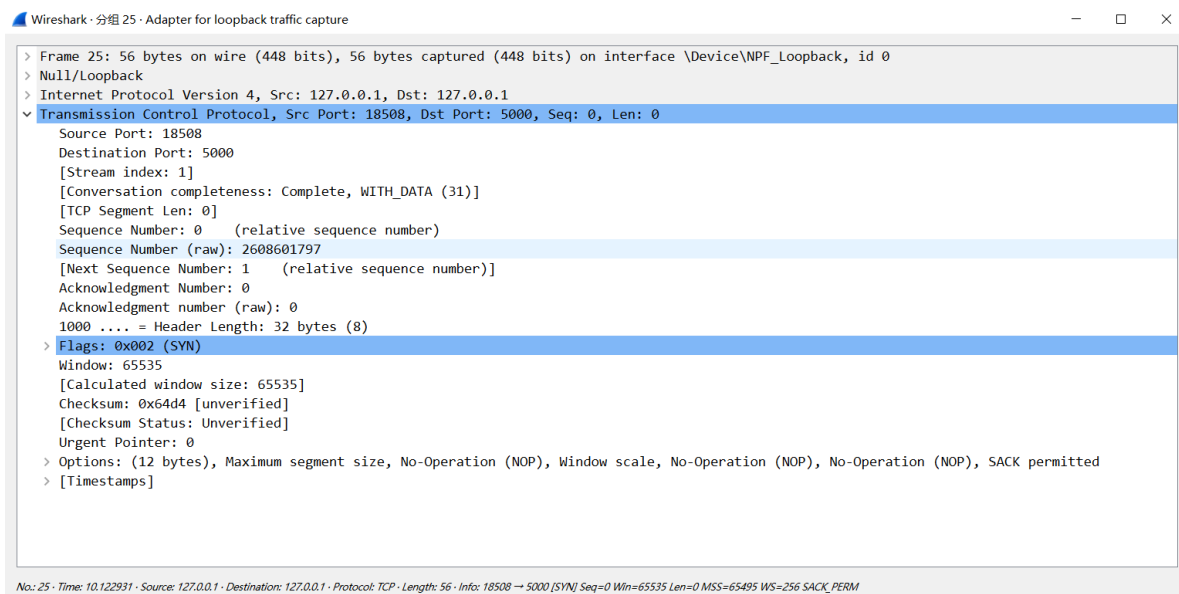 Wireshark · 分组 25 · Adapter for loopback traffic capture
Frame 25: 56 bytes on wire (448 bits), 56 bytes captured (448 bits) on interface \Device\NPF_Loopback, id 0
Null/Loopback
Internet Protocol Version 4, Src: 127.0.0.1, Dst: 127.0.0.1
Transmission Control Protocol, Src Port: 18508, Dst Port: 5000, Seq: 0, Len: 0
Source Port: 18508
Destination Port: 5000
[Stream index: 1]
[Conversation completeness: Complete, WITH_DATA (31)]
[TCP Segment Len: 0]
Sequence Number: 0    (relative sequence number)
Sequence Number (raw): 2608601797
[Next Sequence Number: 1    (relative sequence number)]
Acknowledgment Number: 0
Acknowledgment number (raw): 0
1000 .... = Header Length: 32 bytes (8)
Flags: 0x002 (SYN)
Window: 65535
[Calculated window size: 65535]
Checksum: 0x64d4 [unverified]
[Checksum Status: Unverified]
Urgent Pointer: 0
Options: (12 bytes), Maximum segment size, No-Operation (NOP), Window scale, No-Operation (NOP), No-Operation (NOP), SACK permitted
[Timestamps]
No.: 25 · Time: 10.122931 · Source: 127.0.0.1 · Destination: 127.0.0.1 · Protocol: TCP · Length: 56 · Info: 18508 → 5000 [SYN] Seq=0 Win=65535 Len=0 MSS=65495 WS=256 SACK_PERM